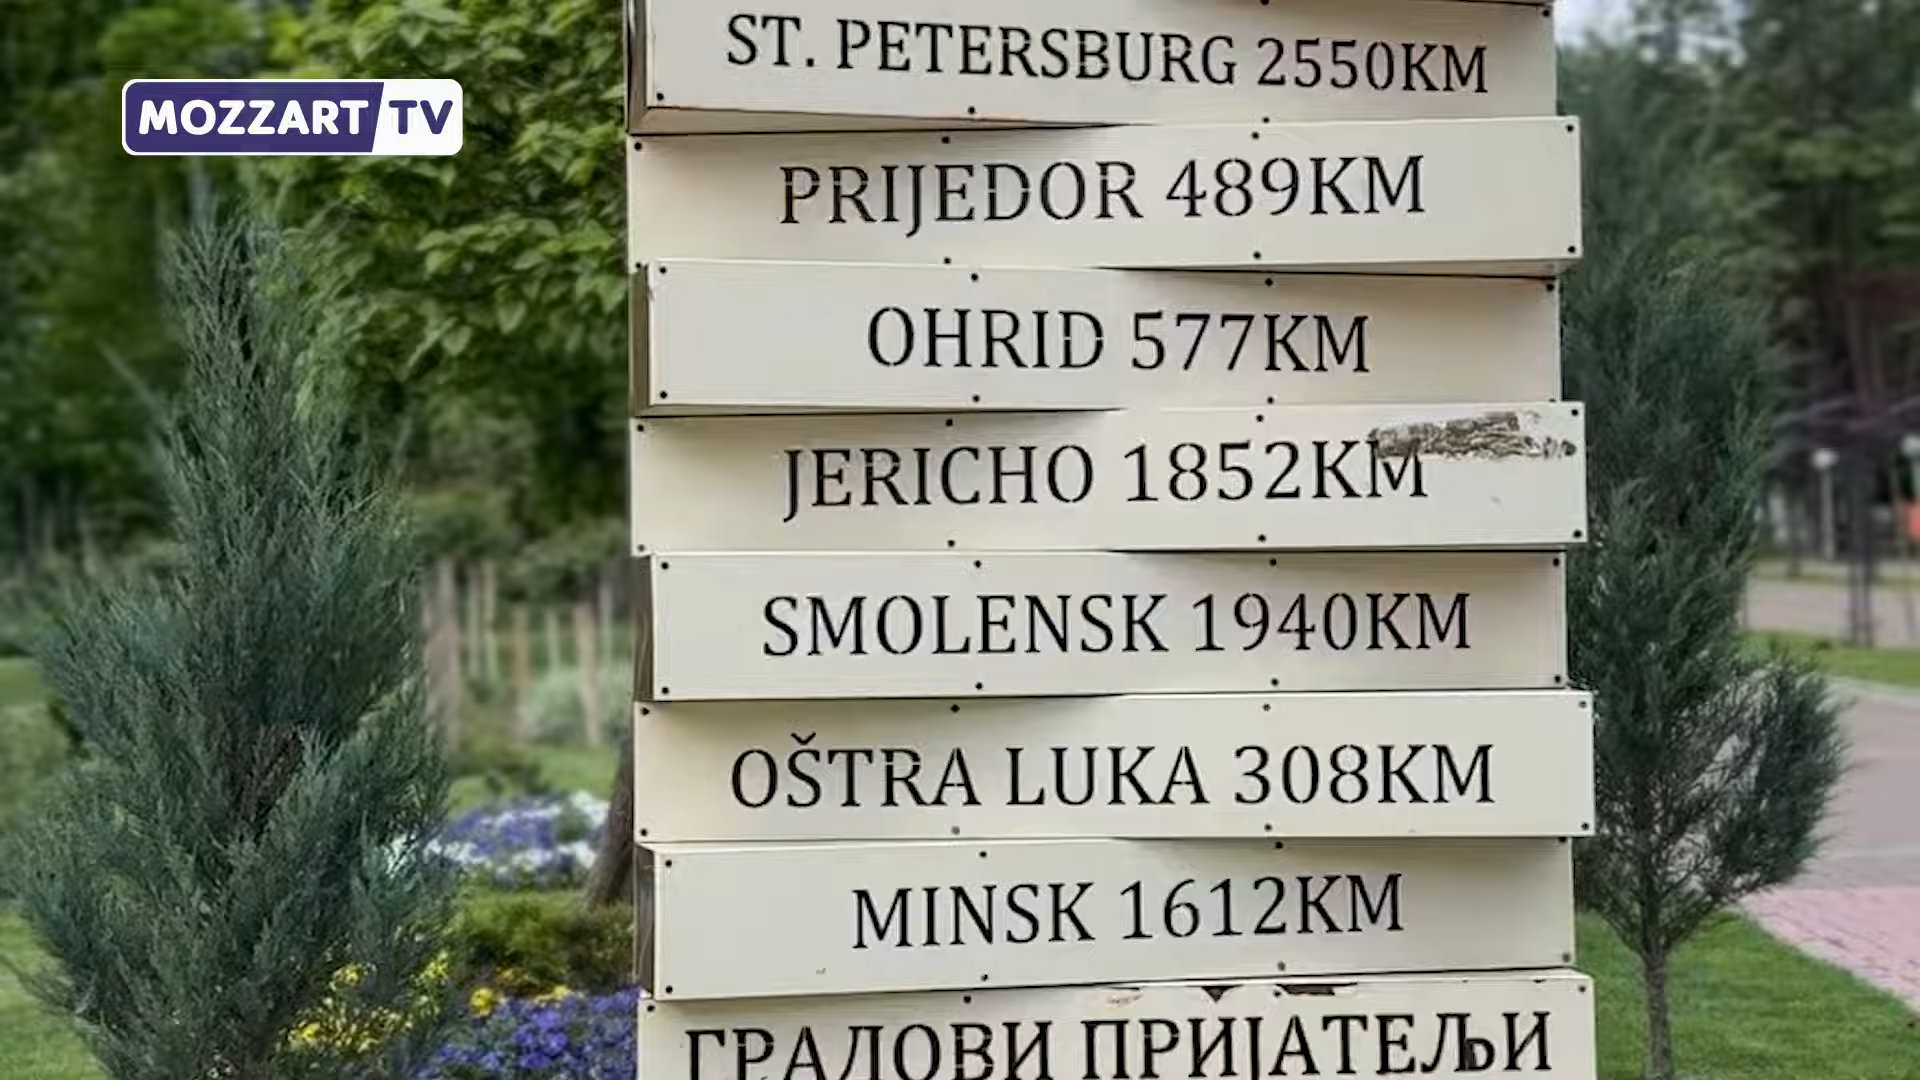 MOZZART TV
ST. PETERSBURG 2550KM
PRIJEDOR 489KM
OHRID 577KM
JERICHO 1852KM
SMOLENSK 1940KM
OŠTRA LUKA 308KM
MINSK 1612KM
ГРАДОВИ ПРИЈАТЕЉИ